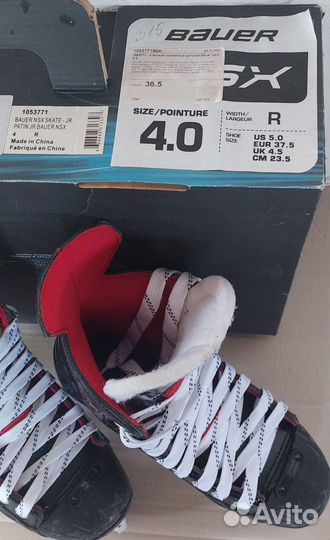 315
BAUER
NSX
1053771
BAUER NSX SKATE - JR
PATIN JR BAUER NSX
4 R
Made in China
Fabriqué en Chine
36.5
SIZE/POINTURE
4.0
WIDTH/
LARGEUR
R
SHOE
SIZE
US 5.0
EUR 37.5
UK 4.5
CM 23.5
Avito